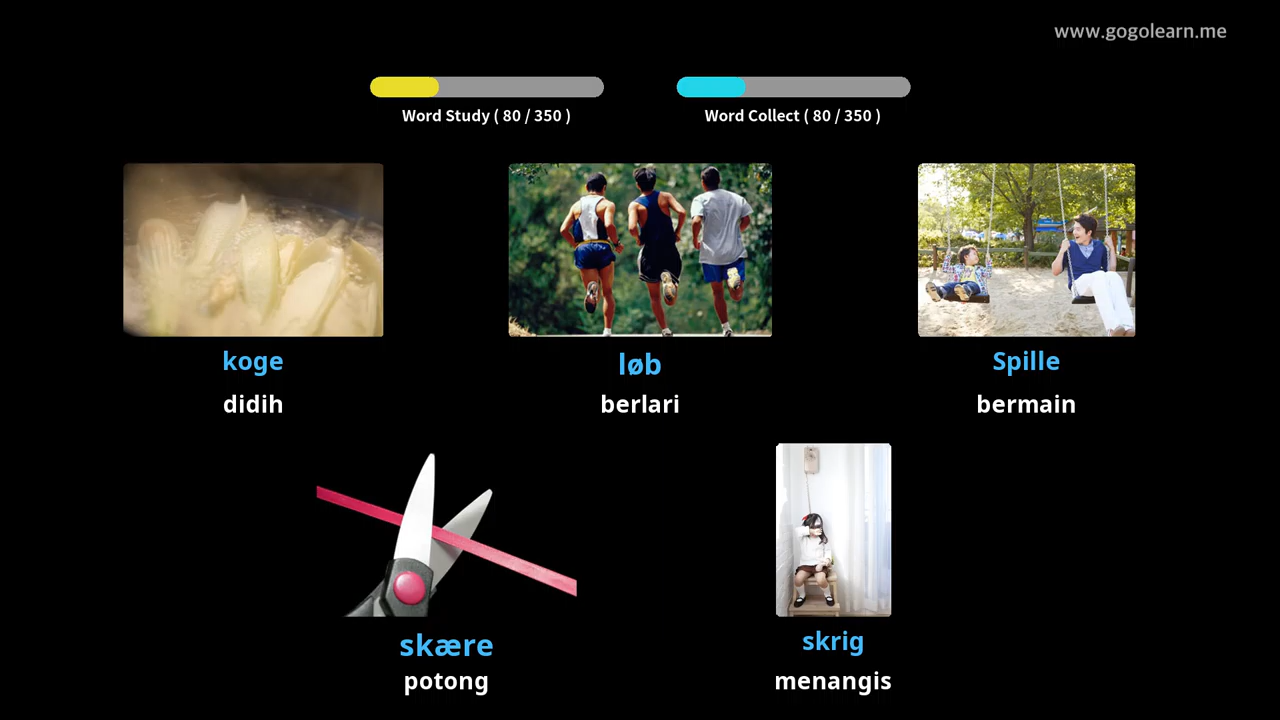 www.gogolearn.me
Word Study ( 80 / 350 )
Word Collect ( 80 / 350 )
koge
didih
løb
berlari
Spille
bermain
skære
potong
skrig
menangis